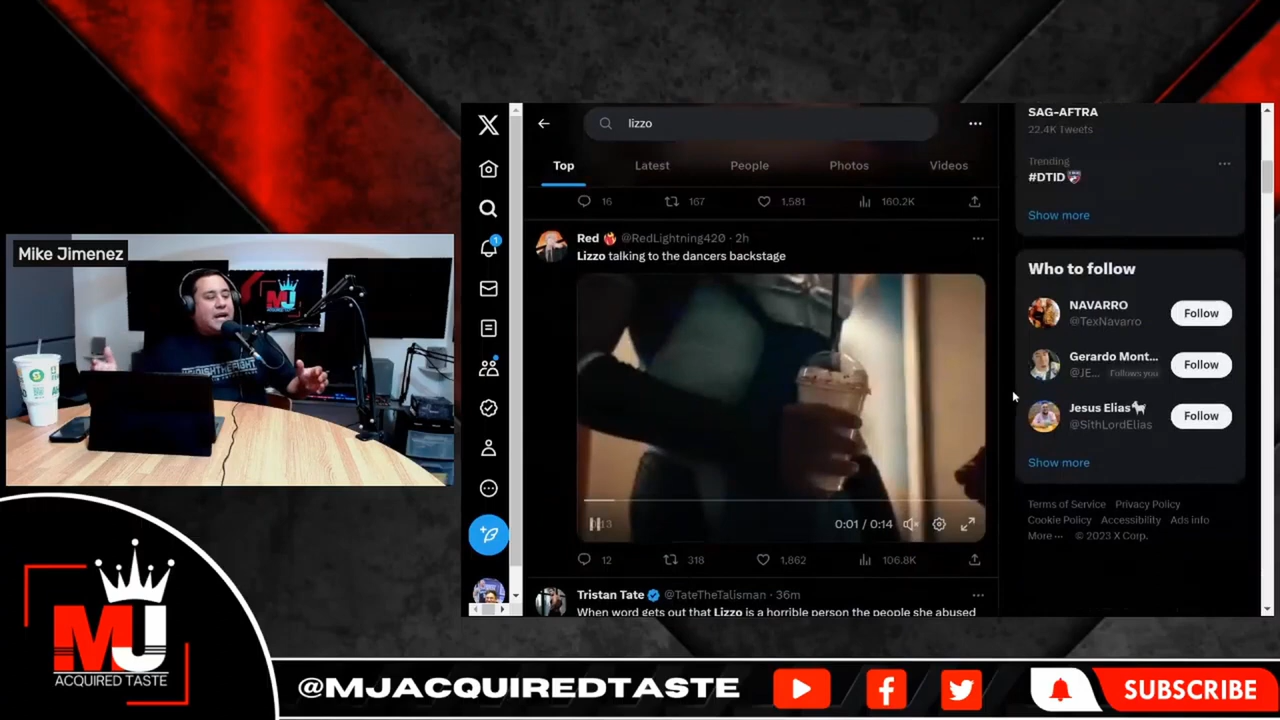 Mike Jimenez
lizzo
Top
Latest
People
Photos
Videos
16
167
1,581
160.2K
Red @RedLightning420 · 2h
Lizzo talking to the dancers backstage
0:01 / 0:14
12
318
1,862
106.8K
Tristan Tate @TateTheTalisman · 36m
When word gets out that Lizzo is a horrible person the people she abused
SAG-AFTRA
22.4K Tweets
Trending
#DTID
Show more
Who to follow
NAVARRO
@TexNavarro
Follow
Gerardo Mont...
@JE... Follows you
Follow
Jesus Elias
@SithLordElias
Follow
Show more
Terms of Service Privacy Policy
Cookie Policy Accessibility Ads info
More ··· © 2023 X Corp.
1
MJ
MJ
ACQUIRED TASTE
@MJACQUIREDTASTE
SUBSCRIBE